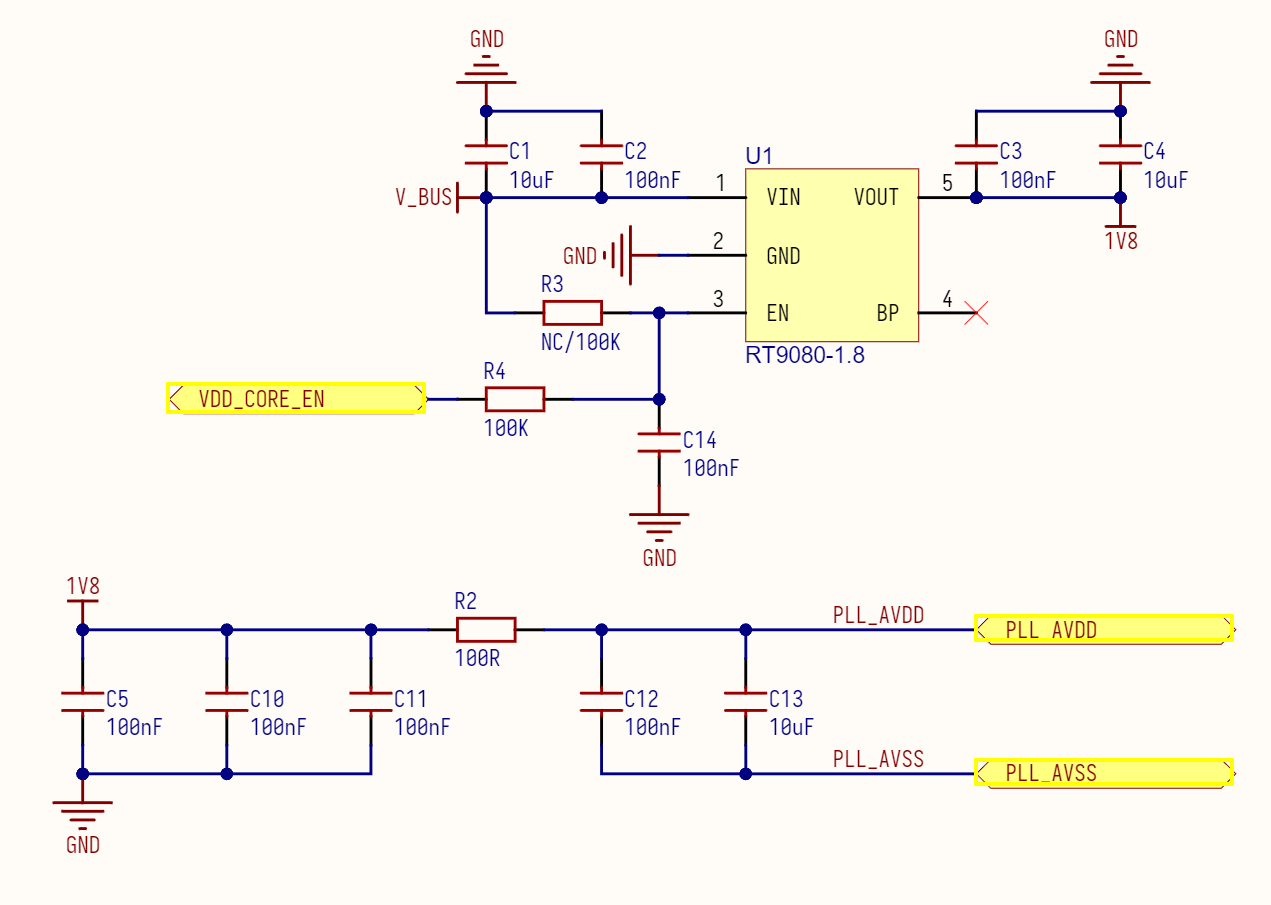 GND
GND
C1
10uF
C2
100nF
U1
C3
100nF
C4
10uF
V_BUS
1
VIN
VOUT
5
1V8
GND
2
GND
R3
NC/100K
3
EN
BP
4
RT9080-1.8
R4
100K
VDD_CORE_EN
C14
100nF
GND
1V8
R2
100R
PLL_AVDD
PLL_AVDD
C5
100nF
C10
100nF
C11
100nF
C12
100nF
C13
10uF
PLL_AVSS
PLL_AVSS
GND